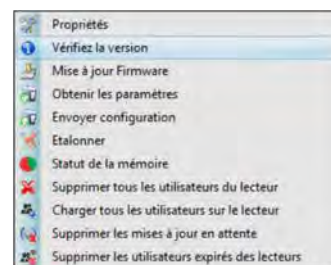 Propriétés
Vérifiez la version
Mise à jour Firmware
Obtenir les paramètres
Envoyer configuration
Etalonner
Statut de la mémoire
Supprimer tous les utilisateurs du lecteur
Charger tous les utilisateurs sur le lecteur
Supprimer les mises à jour en attente
Supprimer les utilisateurs expirés des lecteurs